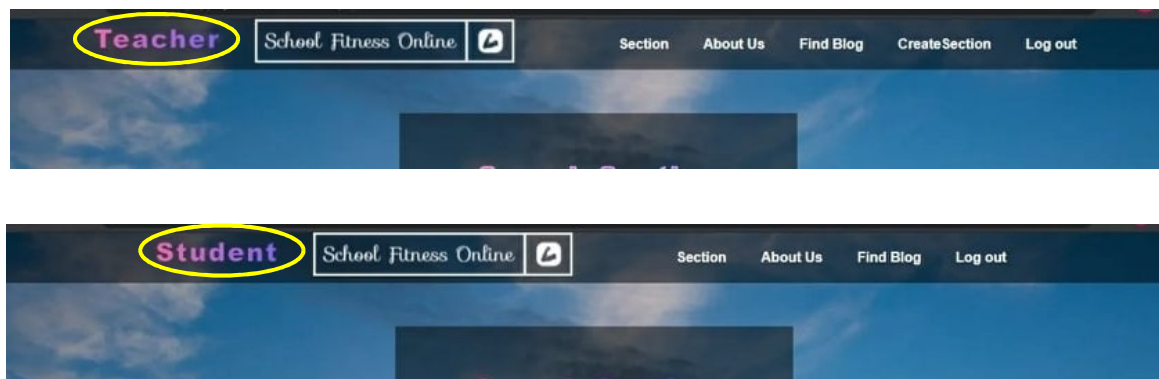 Teacher School Fitness Online Section About Us Find Blog CreateSection Log out
Student School Fitness Online Section About Us Find Blog Log out